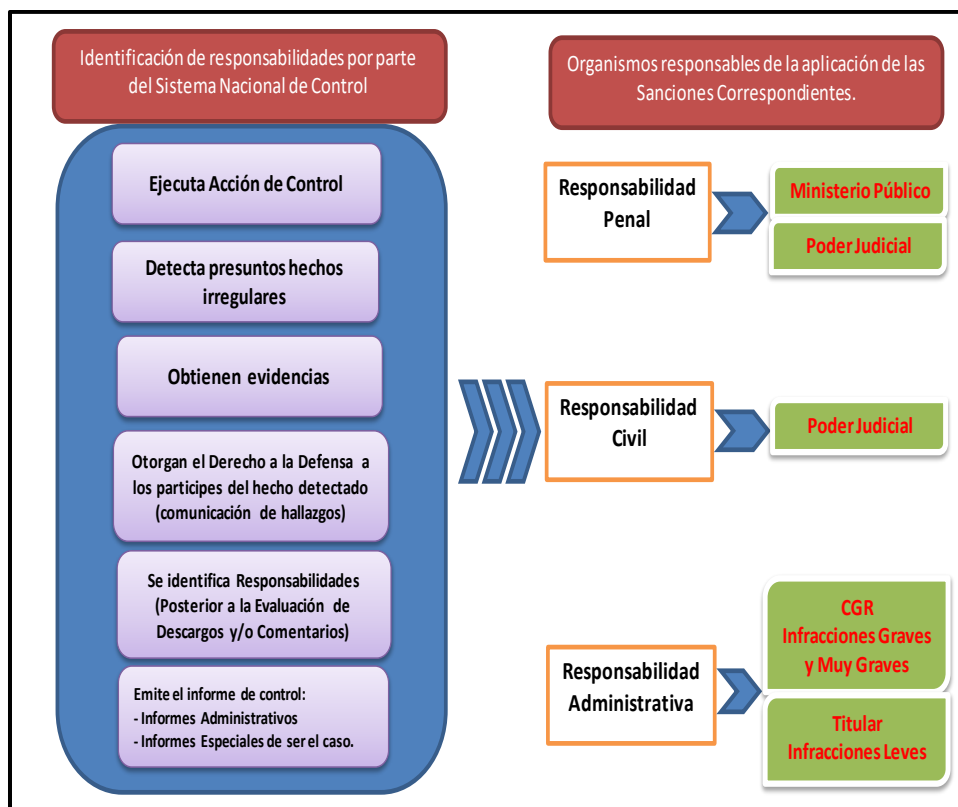 Identificación de responsabilidades por parte
del Sistema Nacional de Control
Ejecuta Acción de Control
Detecta presuntos hechos
irregulares
Obtienen evidencias
Otorgan el Derecho a la Defensa a
los participes del hecho detectado
(comunicación de hallazgos)
Se identifica Responsabilidades
(Posterior a la Evaluación de
Descargos y/o Comentarios)
Emite el informe de control:
- Informes Administrativos
- Informes Especiales de ser el caso.
Organismos responsables de la aplicación de las
Sanciones Correspondientes.
Responsabilidad
Penal
Ministerio Público
Poder Judicial
Responsabilidad
Civil
Poder Judicial
Responsabilidad
Administrativa
CGR
Infracciones Graves
y Muy Graves
Titular
Infracciones Leves